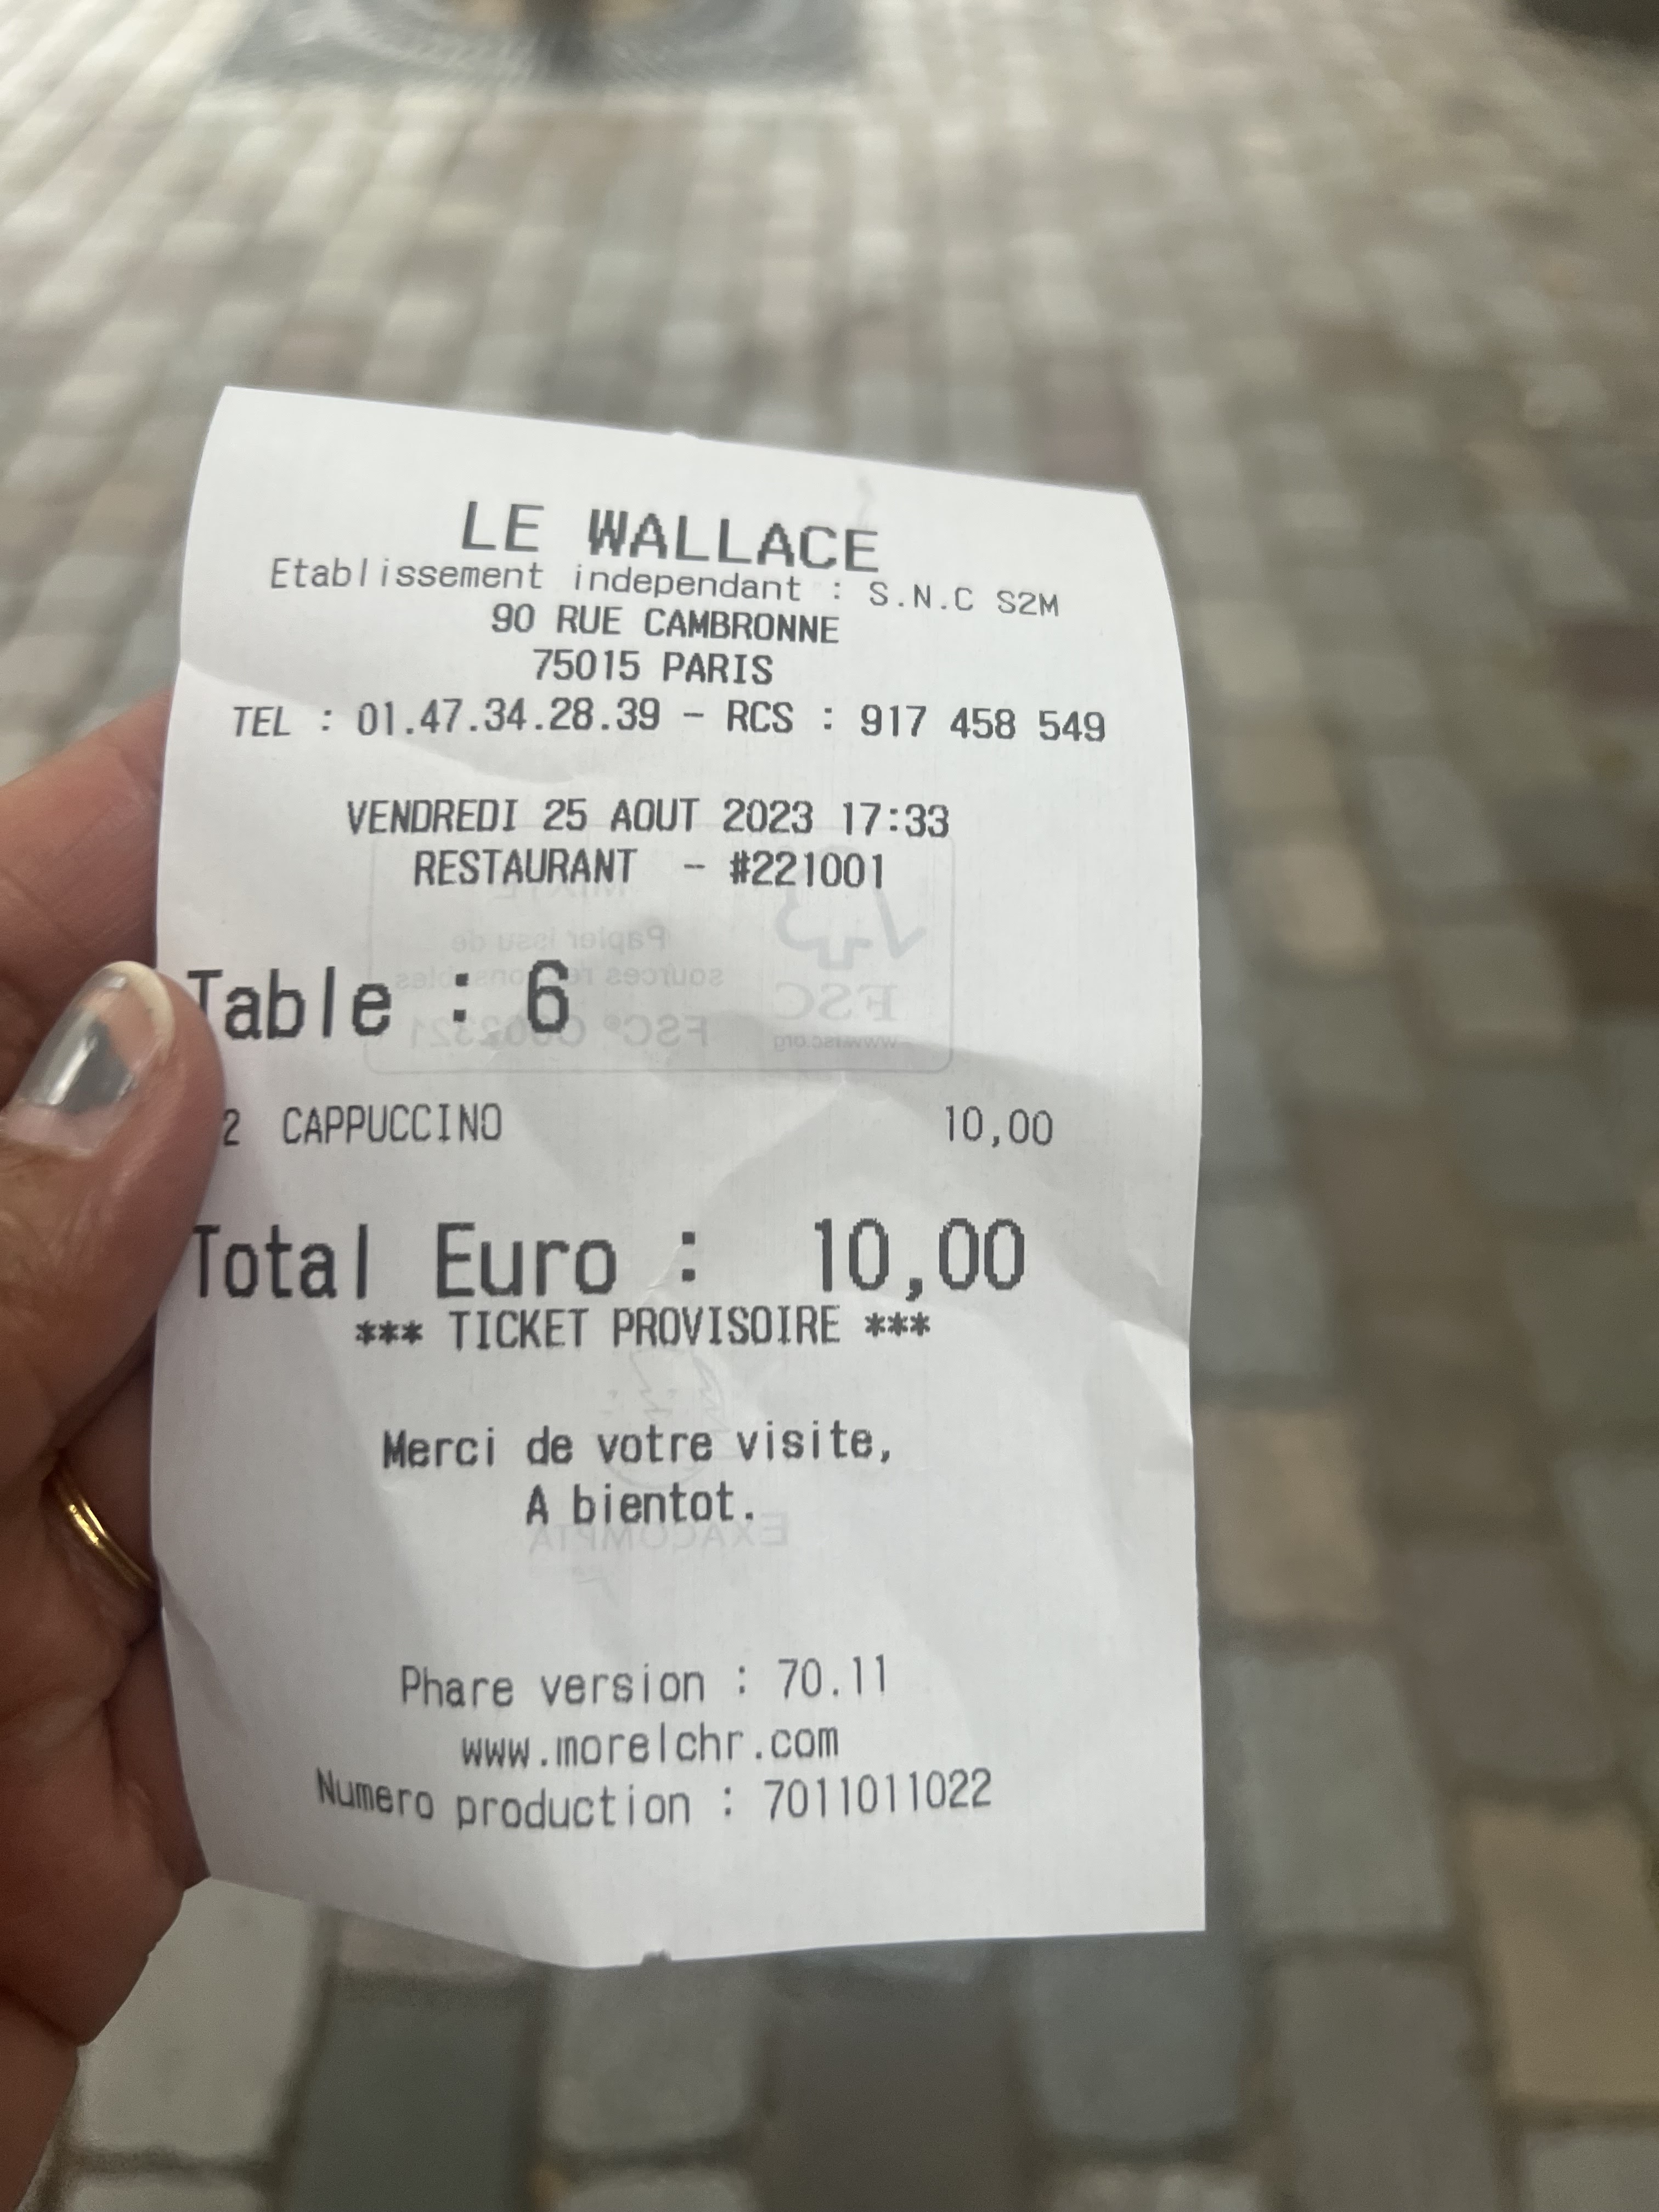 LE WALLACE
Etablissement independant : S.N.C S2M
90 RUE CAMBRONNE
75015 PARIS
TEL : 01.47.34.28.39 - RCS : 917 458 549
VENDREDI 25 AOUT 2023 17:33
RESTAURANT - #221001
Table : 6
2 CAPPUCCINO 10,00
Total Euro : 10,00
*** TICKET PROVISOIRE ***
Merci de votre visite,
A bientot.
Phare version : 70.11
www.morelchr.com
Numero production : 7011011022